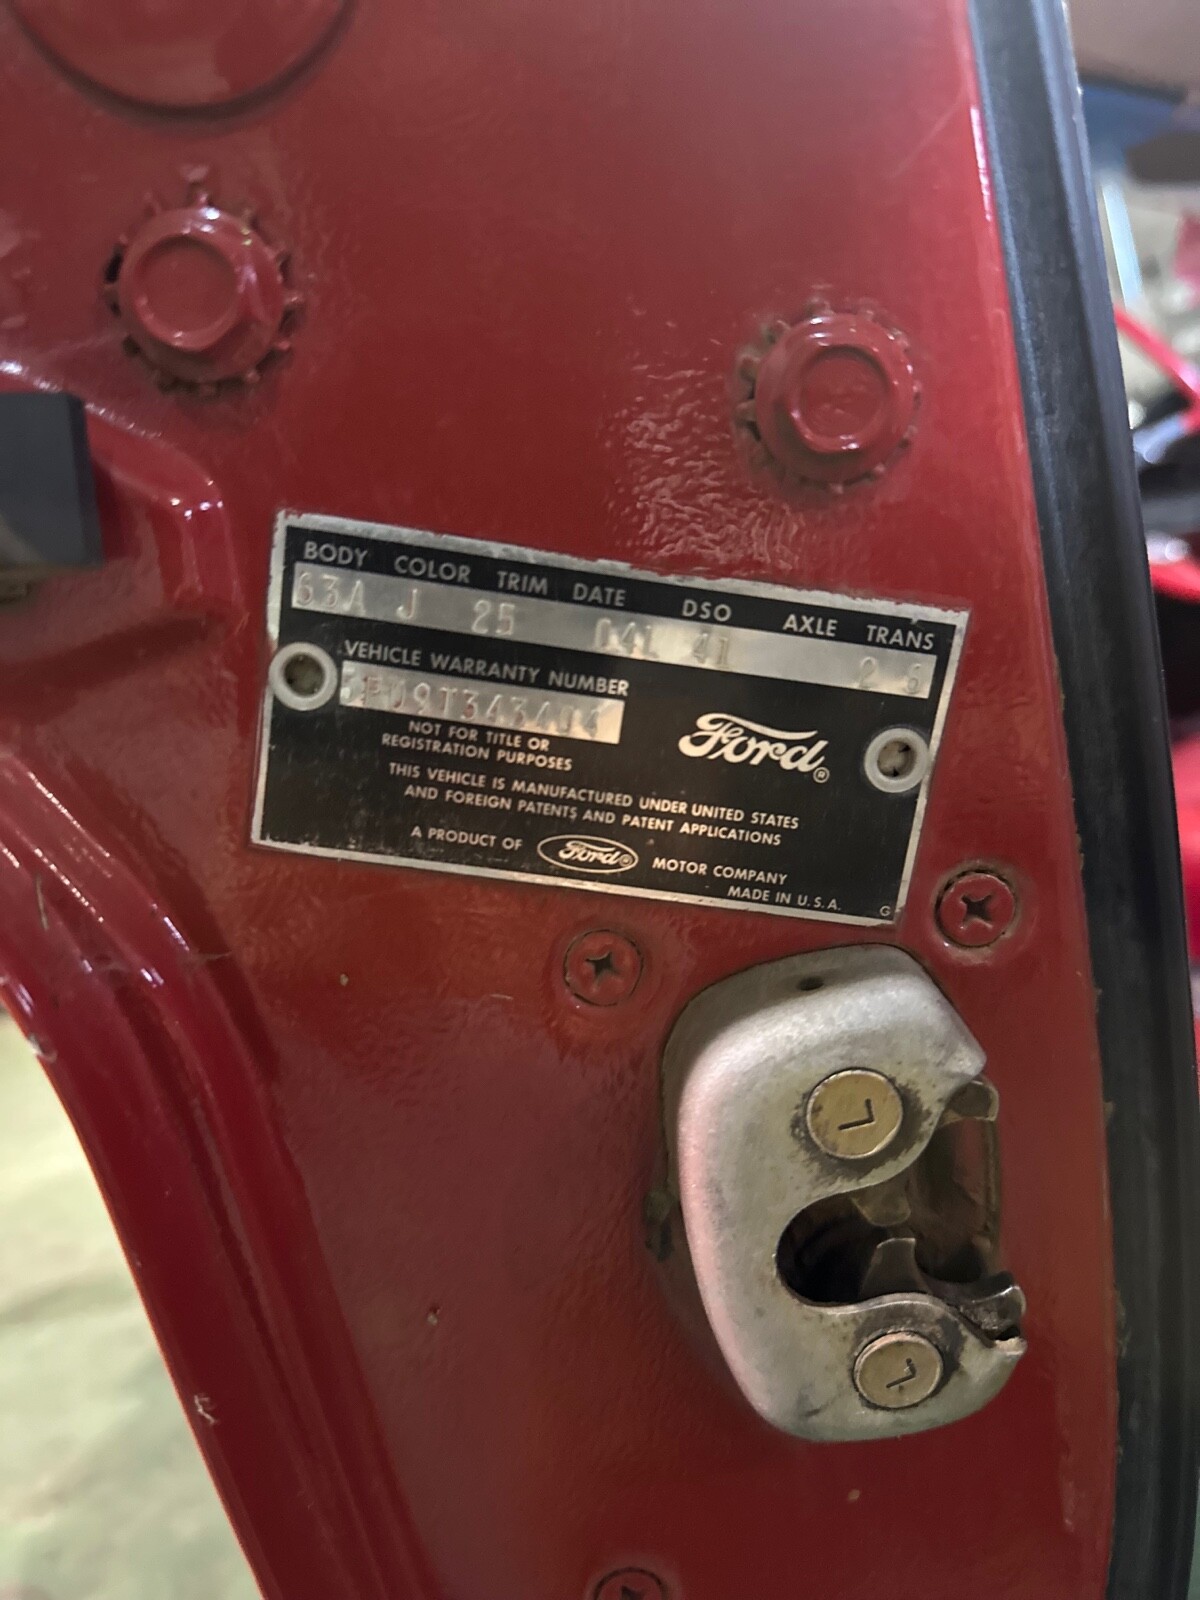 BODY COLOR TRIM DATE DSO AXLE TRANS
63A J 25 04L 41 2 6
VEHICLE WARRANTY NUMBER
NOT FOR TITLE OR
REGISTRATION PURPOSES
Ford®
THIS VEHICLE IS MANUFACTURED UNDER UNITED STATES
AND FOREIGN PATENTS AND PATENT APPLICATIONS
A PRODUCT OF Ford® MOTOR COMPANY
MADE IN U.S.A. G